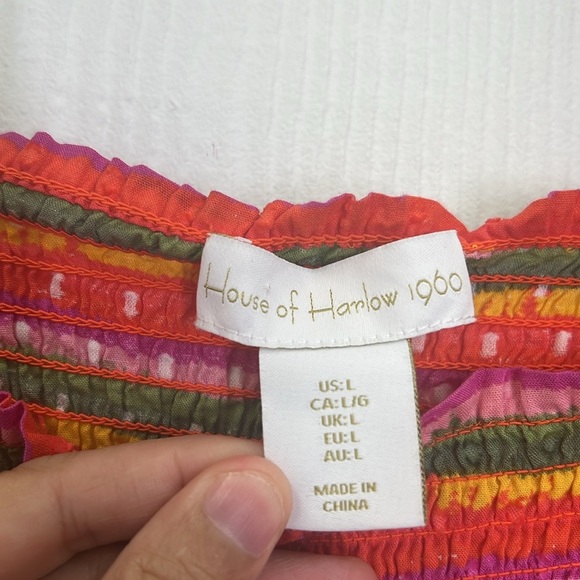 House of Harlow 1960
US: L
CA: L/G
UK: L
EU: L
AU: L
MADE IN
CHINA